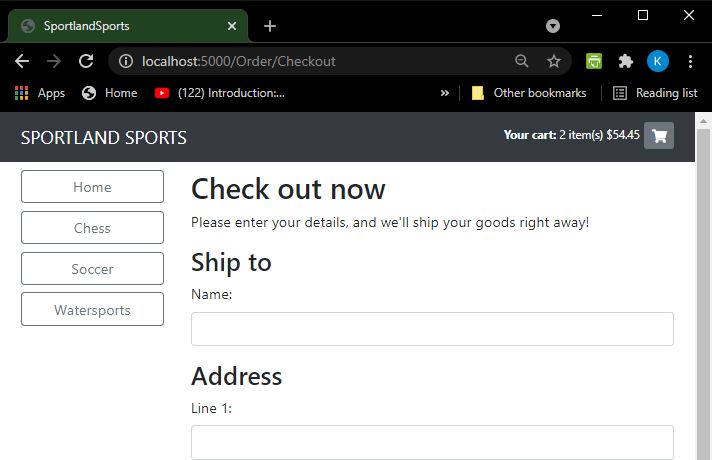 SportlandSports
localhost:5000/Order/Checkout
K
Apps Home (122) Introduction:... » Other bookmarks Reading list
SPORTLAND SPORTS Your cart: 2 item(s) $54.45
Home
Chess
Soccer
Watersports
Check out now
Please enter your details, and we'll ship your goods right away!
Ship to
Name:
Address
Line 1: